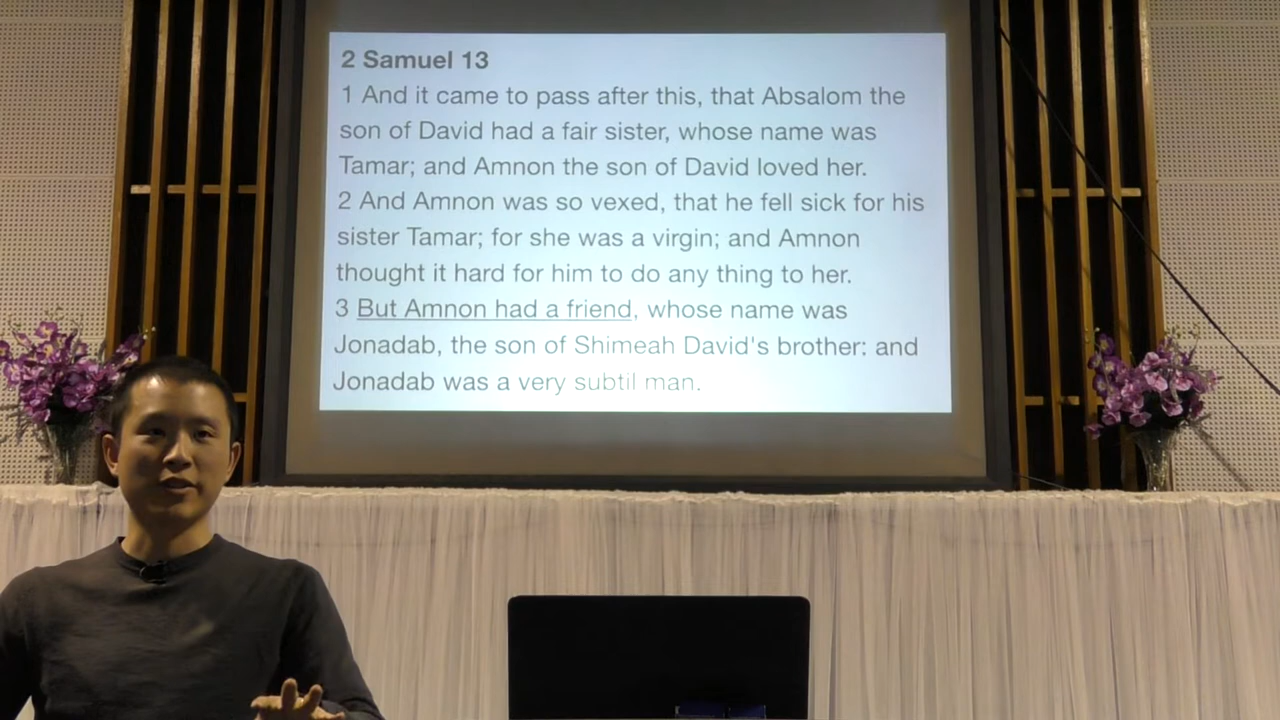 2 Samuel 13
1 And it came to pass after this, that Absalom the
son of David had a fair sister, whose name was
Tamar; and Amnon the son of David loved her.
2 And Amnon was so vexed, that he fell sick for his
sister Tamar; for she was a virgin; and Amnon
thought it hard for him to do any thing to her.
3 But Amnon had a friend, whose name was
Jonadab, the son of Shimeah David's brother: and
Jonadab was a very subtil man.